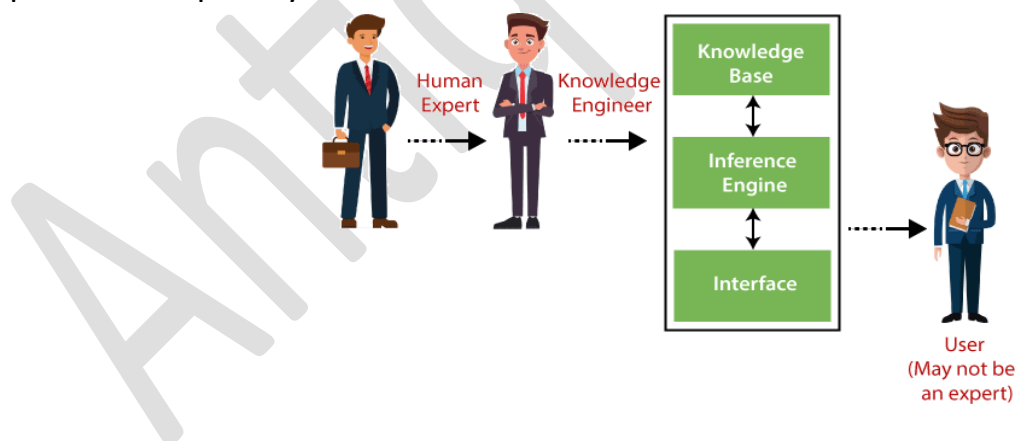 Human
Expert
Knowledge
Engineer
Knowledge
Base
Inference
Engine
Interface
User
(May not be
an expert)